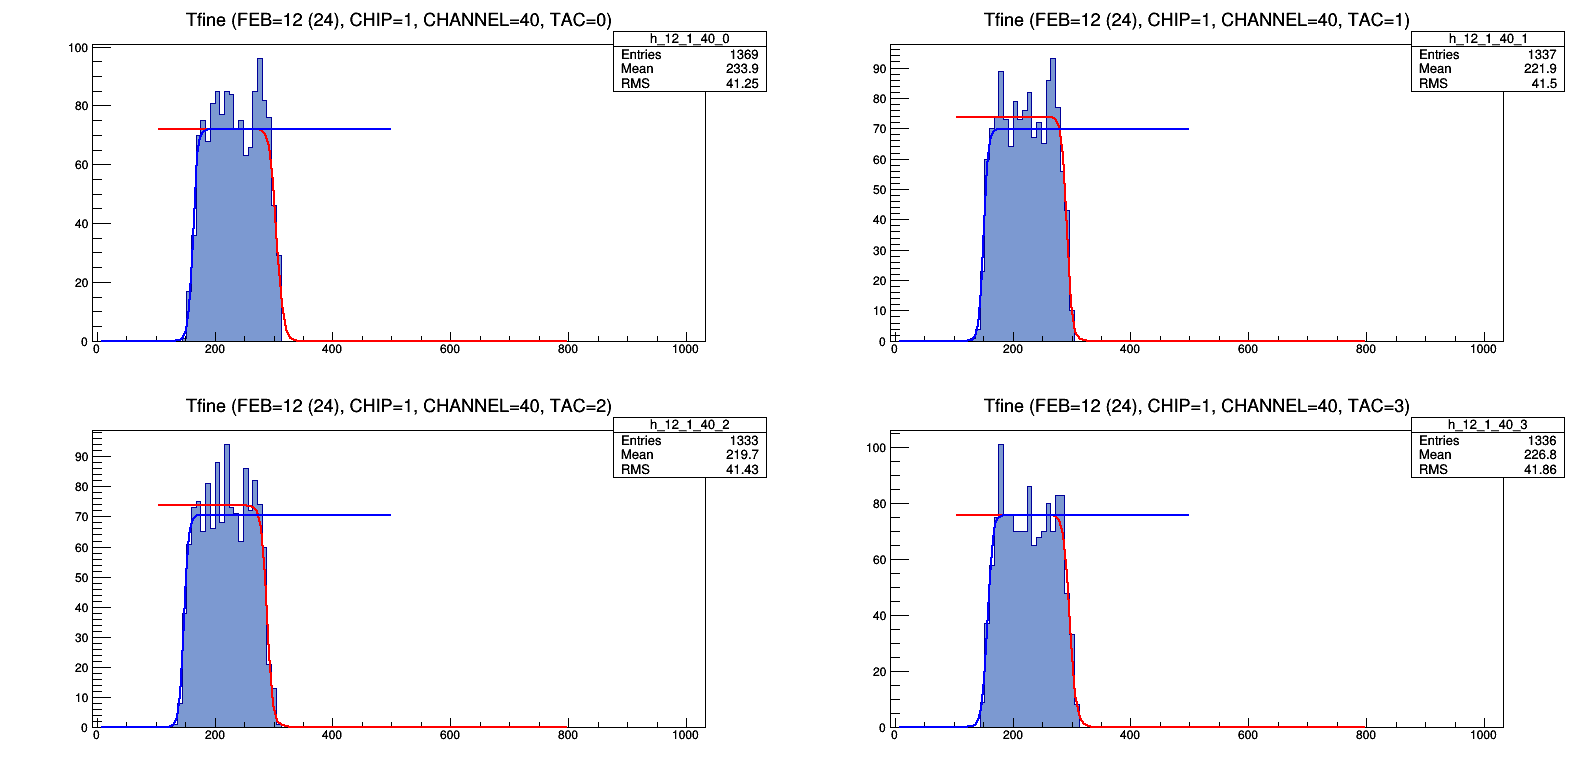 Tfine (FEB=12 (24), CHIP=1, CHANNEL=40, TAC=0)
h_12_1_40_0
Entries 1369
Mean 233.9
RMS 41.25
100
80
60
40
20
0
0 200 400 600 800 1000
Tfine (FEB=12 (24), CHIP=1, CHANNEL=40, TAC=1)
h_12_1_40_1
Entries 1337
Mean 221.9
RMS 41.5
90
80
70
60
50
40
30
20
10
0
0 200 400 600 800 1000
Tfine (FEB=12 (24), CHIP=1, CHANNEL=40, TAC=2)
h_12_1_40_2
Entries 1333
Mean 219.7
RMS 41.43
90
80
70
60
50
40
30
20
10
0
0 200 400 600 800 1000
Tfine (FEB=12 (24), CHIP=1, CHANNEL=40, TAC=3)
h_12_1_40_3
Entries 1336
Mean 226.8
RMS 41.86
100
80
60
40
20
0
0 200 400 600 800 1000